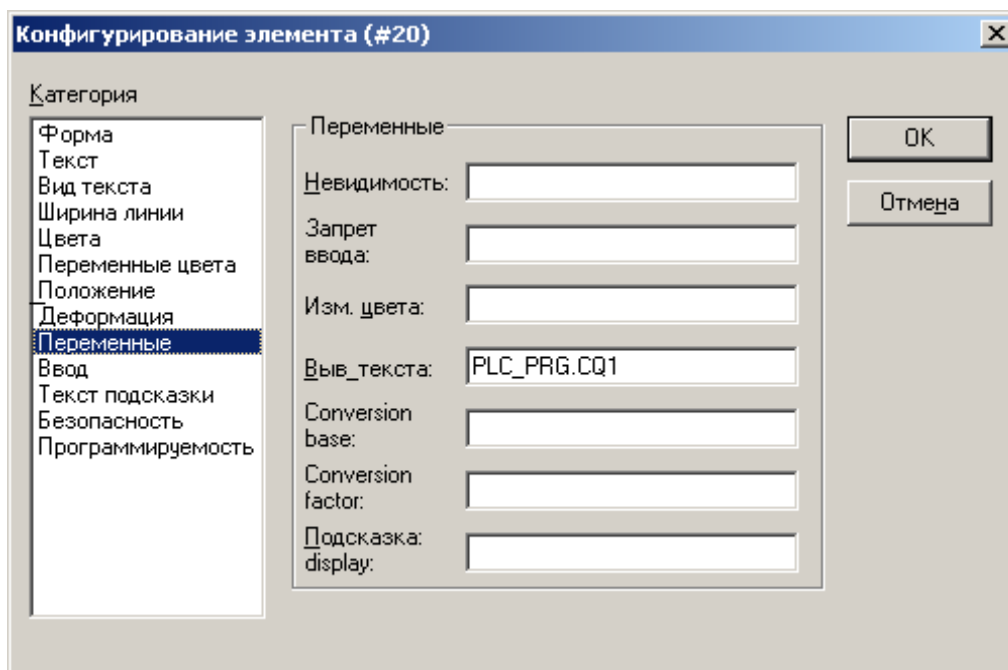 Конфигурирование элемента (#20)
Категория
Форма
Текст
Вид текста
Ширина линии
Цвета
Переменные цвета
Положение
Деформация
Переменные
Ввод
Текст подсказки
Безопасность
Программируемость
Переменные
Невидимость:
Запрет
ввода:
Изм. цвета:
Выв_текста: PLC_PRG.CQ1
Conversion
base:
Conversion
factor:
Подсказка:
display:
OK
Отмена